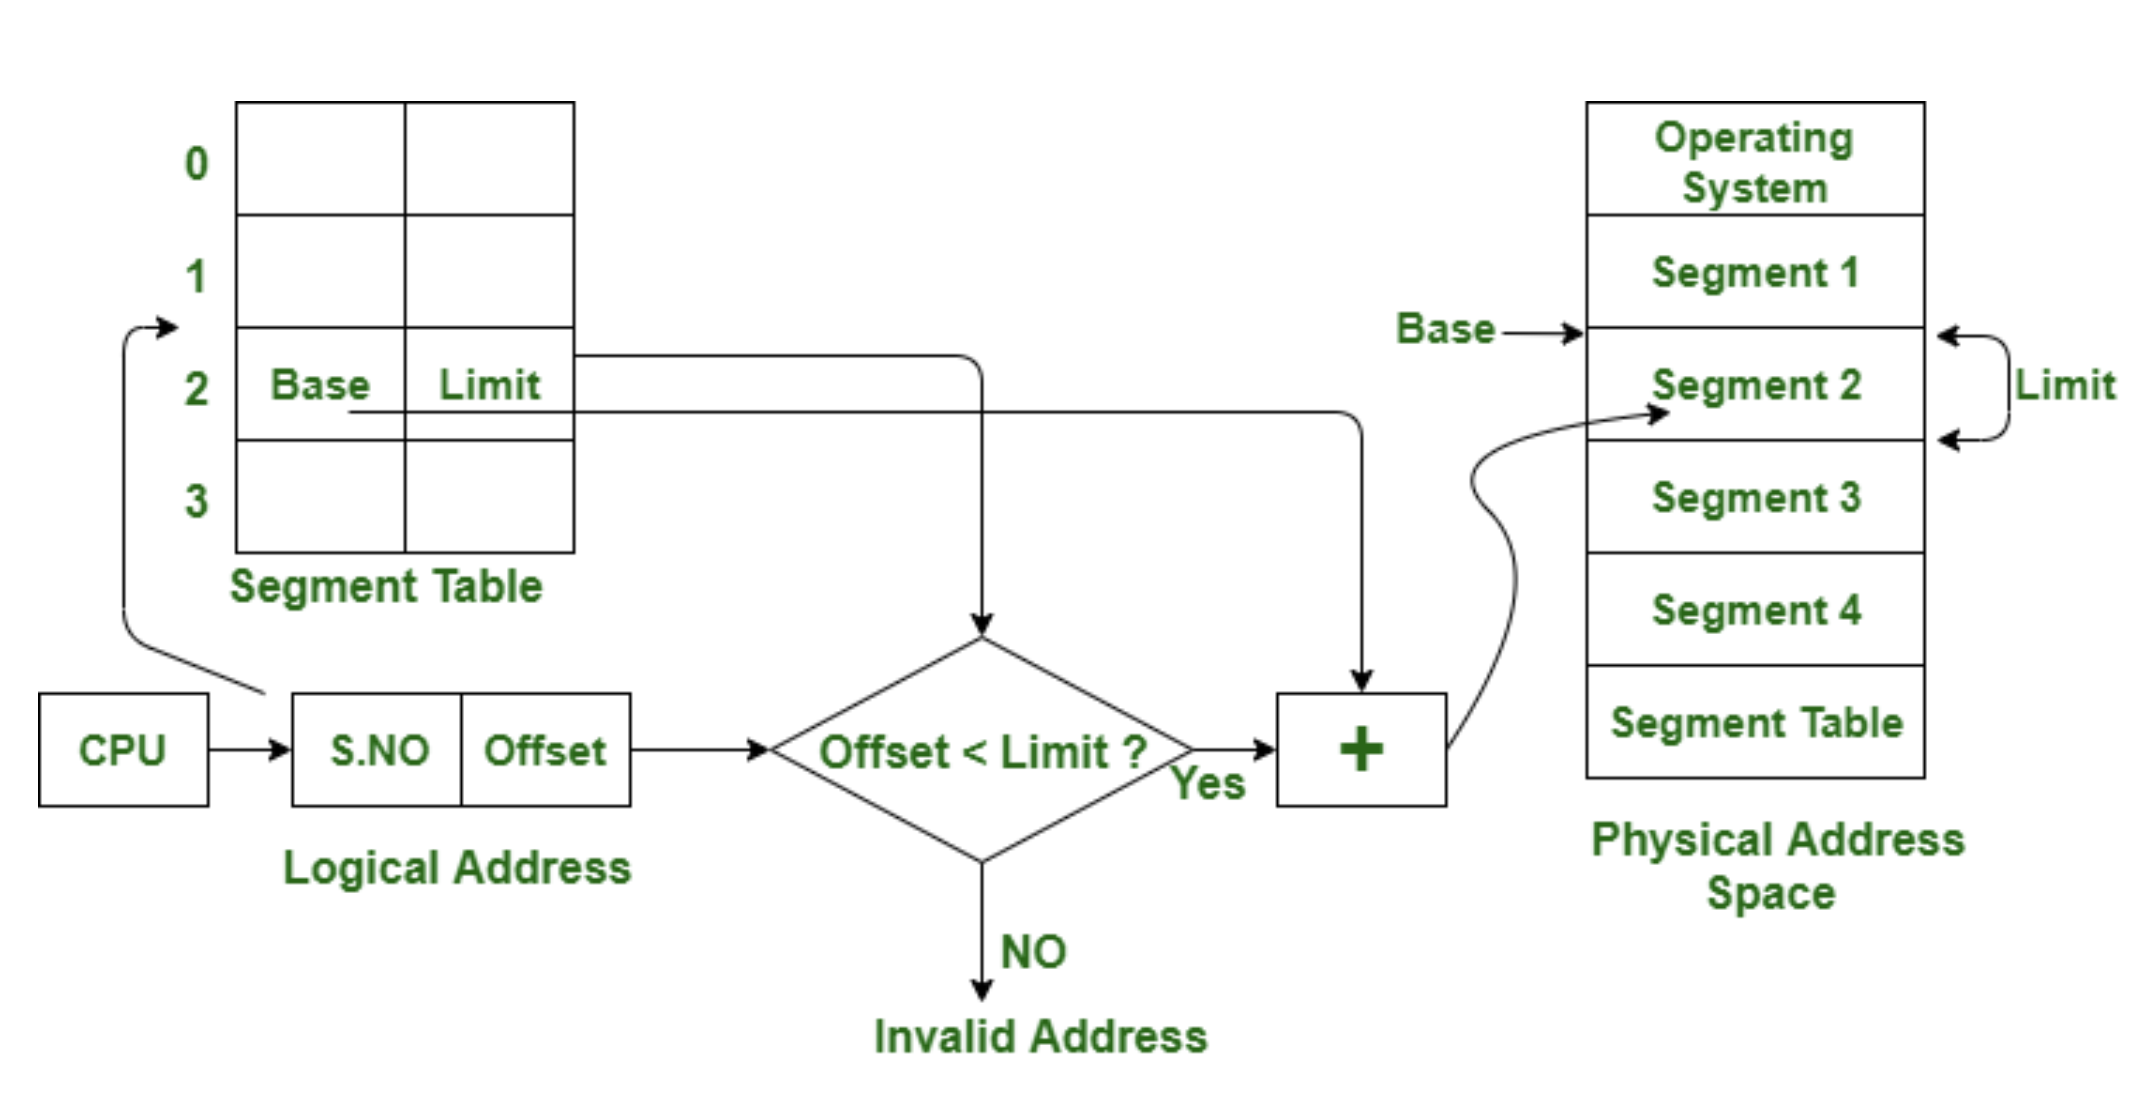 0
1
2
3
Base
Limit
Segment Table
CPU
S.NO
Offset
Logical Address
Offset < Limit ?
Yes
NO
Invalid Address
+
Base
Operating
System
Segment 1
Segment 2
Segment 3
Segment 4
Segment Table
Limit
Physical Address
Space